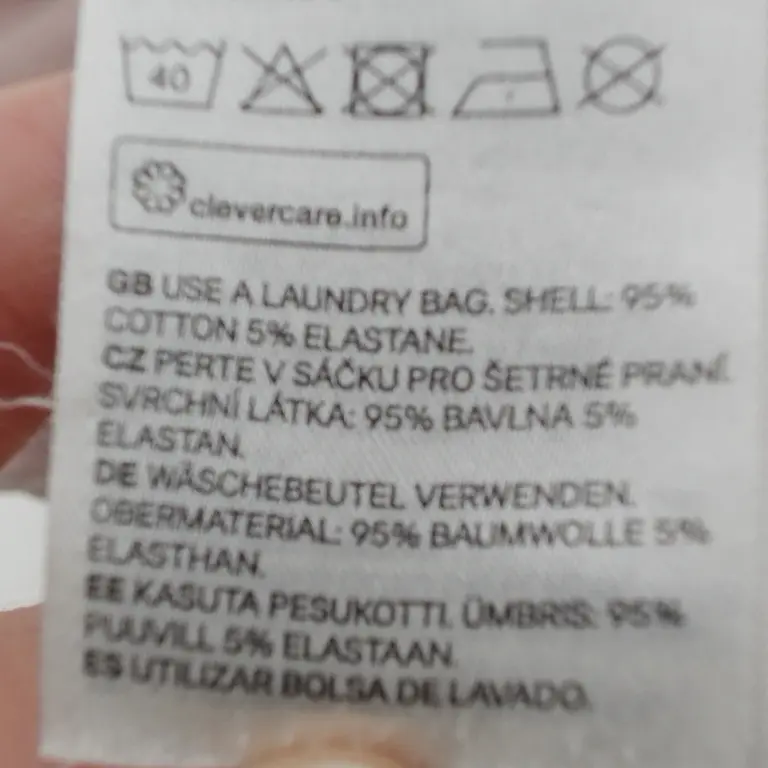 40
clevercare.info
GB USE A LAUNDRY BAG. SHELL: 95%
COTTON 5% ELASTANE.
CZ PERTE V SÁČKU PRO ŠETRNÉ PRANÍ.
SVRCHNÍ LÁTKA: 95% BAVLNA 5%
ELASTAN.
DE WÄSCHEBEUTEL VERWENDEN.
OBERMATERIAL: 95% BAUMWOLLE 5%
ELASTHAN.
EE KASUTA PESUKOTTI. ÜMBRIS: 95%
PUUVILL 5% ELASTAAN.
ES UTILIZAR BOLSA DE LAVADO.